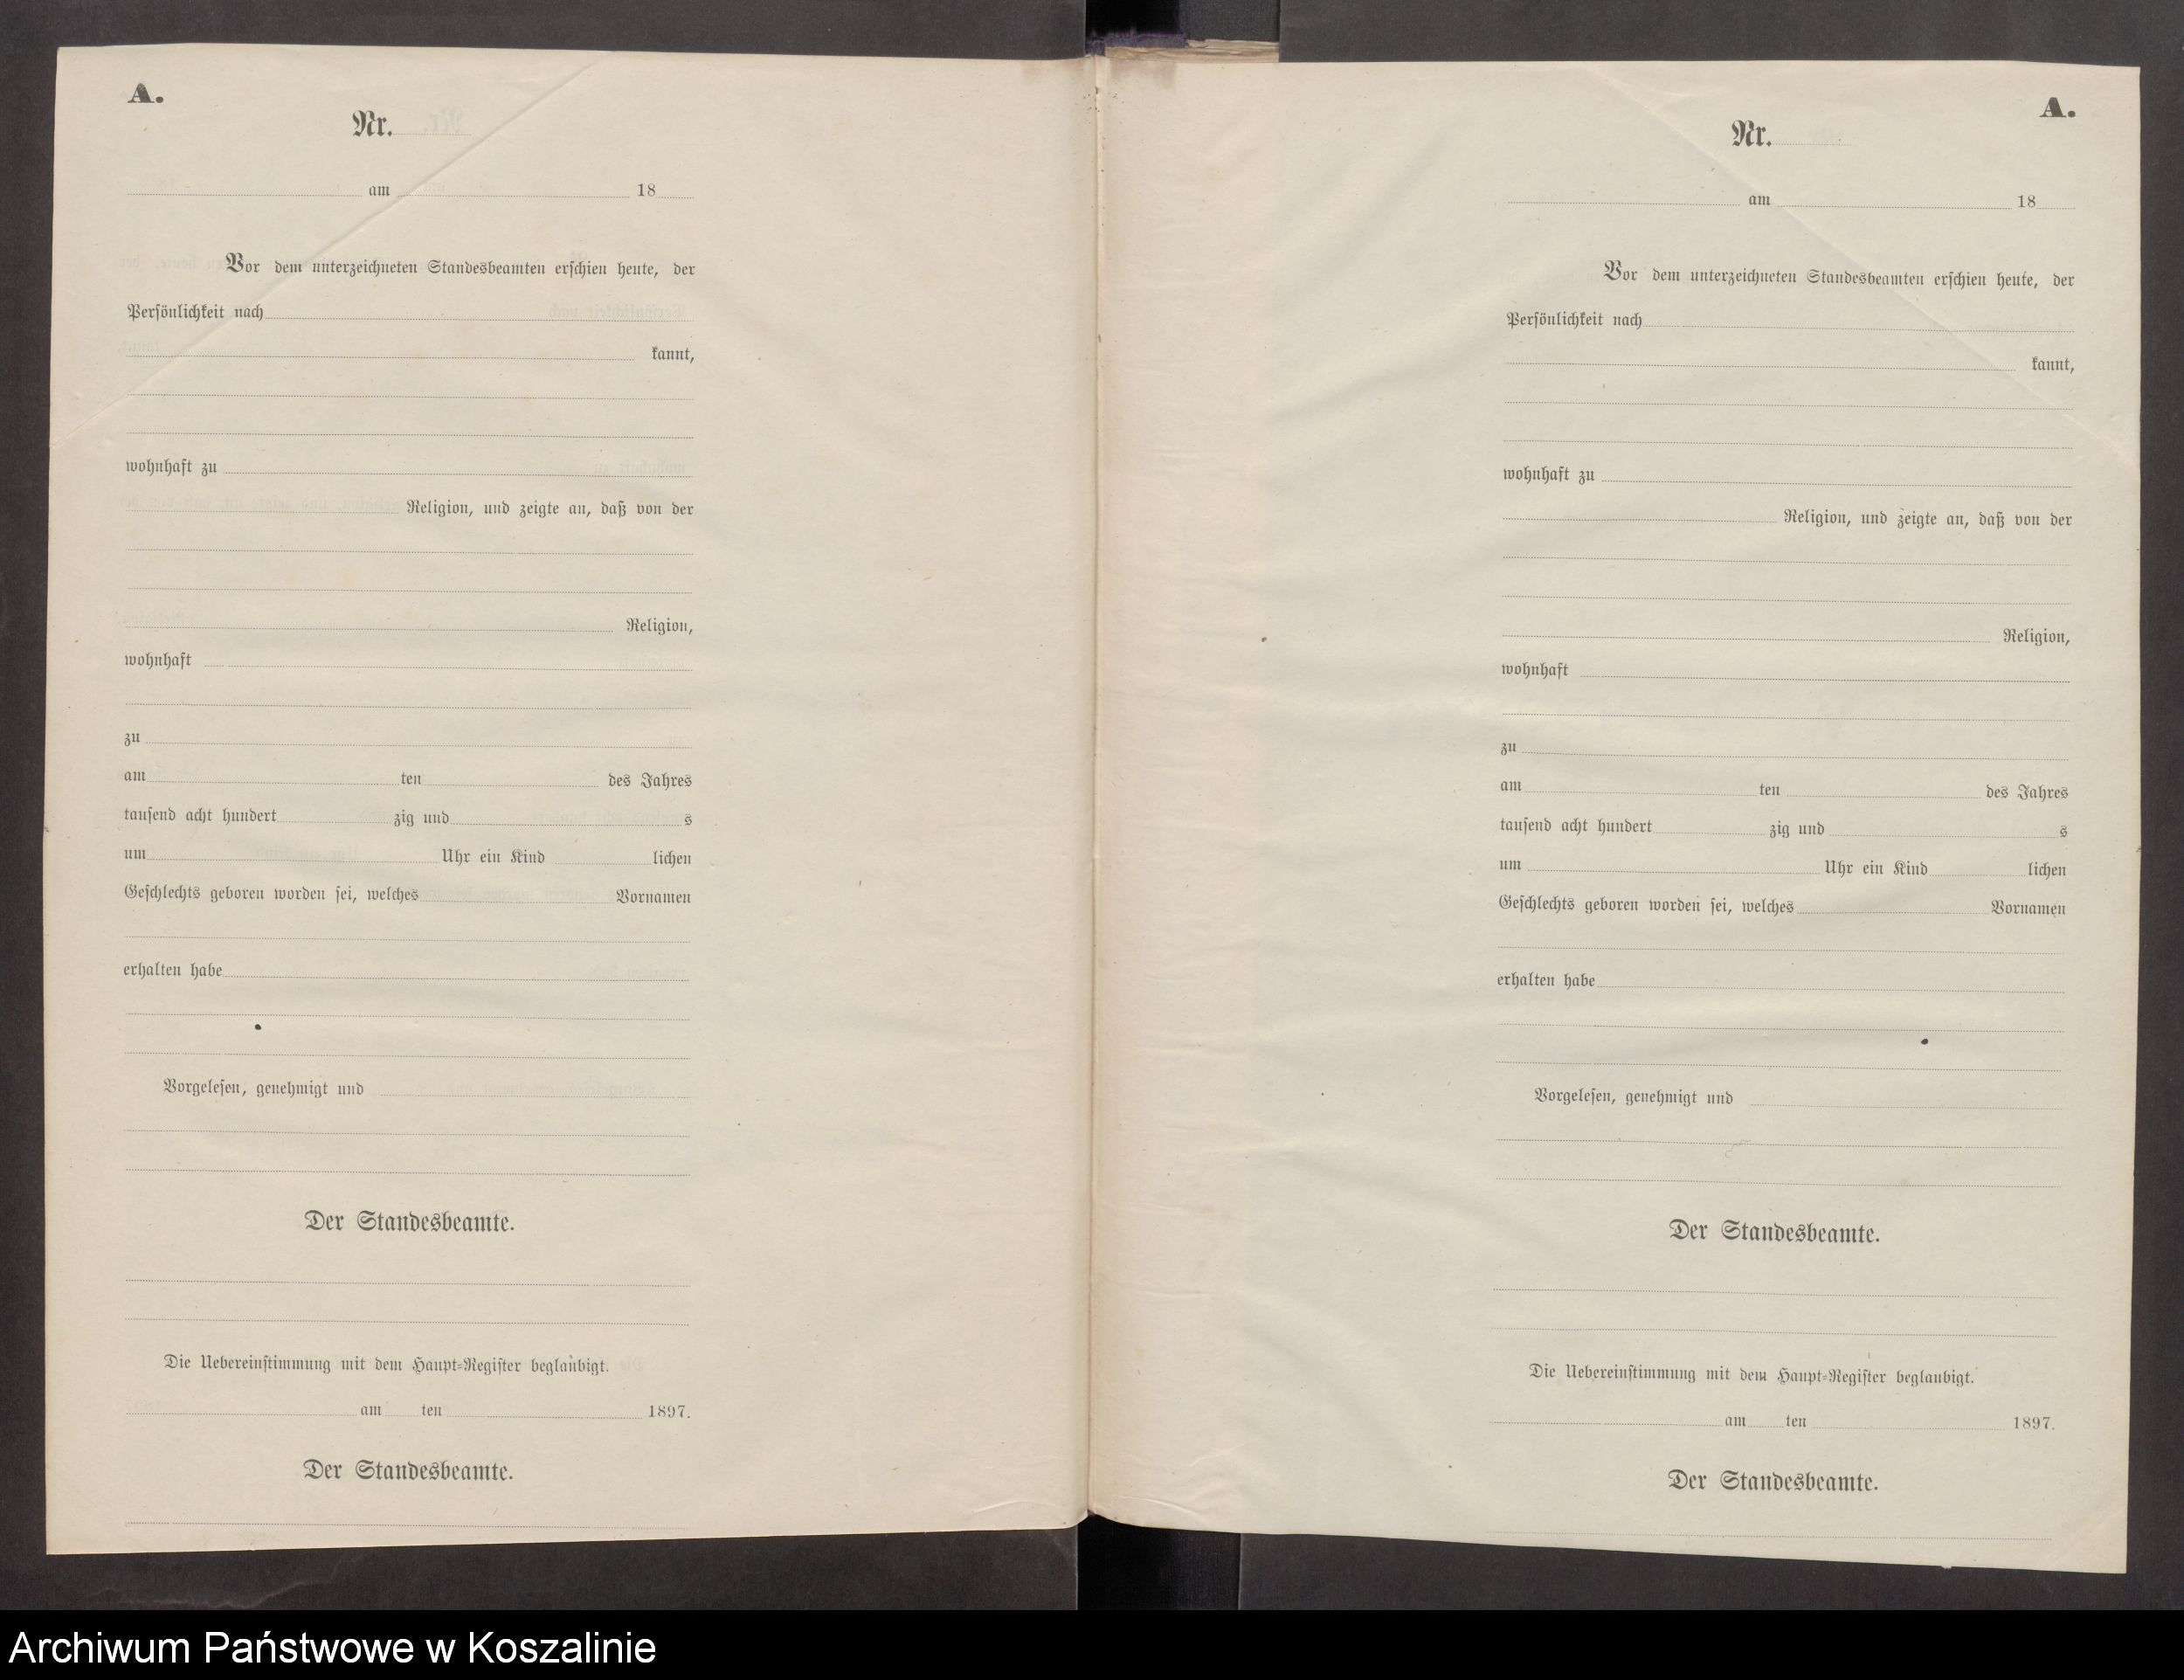 A.
Nr.
am 18
Vor dem unterzeichneten Standesbeamten erschien heute, der
Persönlichkeit nach
kannt,
wohnhaft zu
Religion, und zeigte an, daß von der
Religion,
wohnhaft
zu
am ten des Jahres
tausend acht hundert zig und s
um Uhr ein Kind lichen
Geschlechts geboren worden sei, welches Vornamen
erhalten habe
Vorgelesen, genehmigt und
Der Standesbeamte.
Die Uebereinstimmung mit dem Haupt-Register beglaubigt.
am ten 1897.
Der Standesbeamte.
A.
Nr.
am 18
Vor dem unterzeichneten Standesbeamten erschien heute, der
Persönlichkeit nach
kannt,
wohnhaft zu
Religion, und zeigte an, daß von der
Religion,
wohnhaft
zu
am ten des Jahres
tausend acht hundert zig und s
um Uhr ein Kind lichen
Geschlechts geboren worden sei, welches Vornamen
erhalten habe
Vorgelesen, genehmigt und
Der Standesbeamte.
Die Uebereinstimmung mit dem Haupt-Register beglaubigt.
am ten 1897.
Der Standesbeamte.
Archiwum Państwowe w Koszalinie